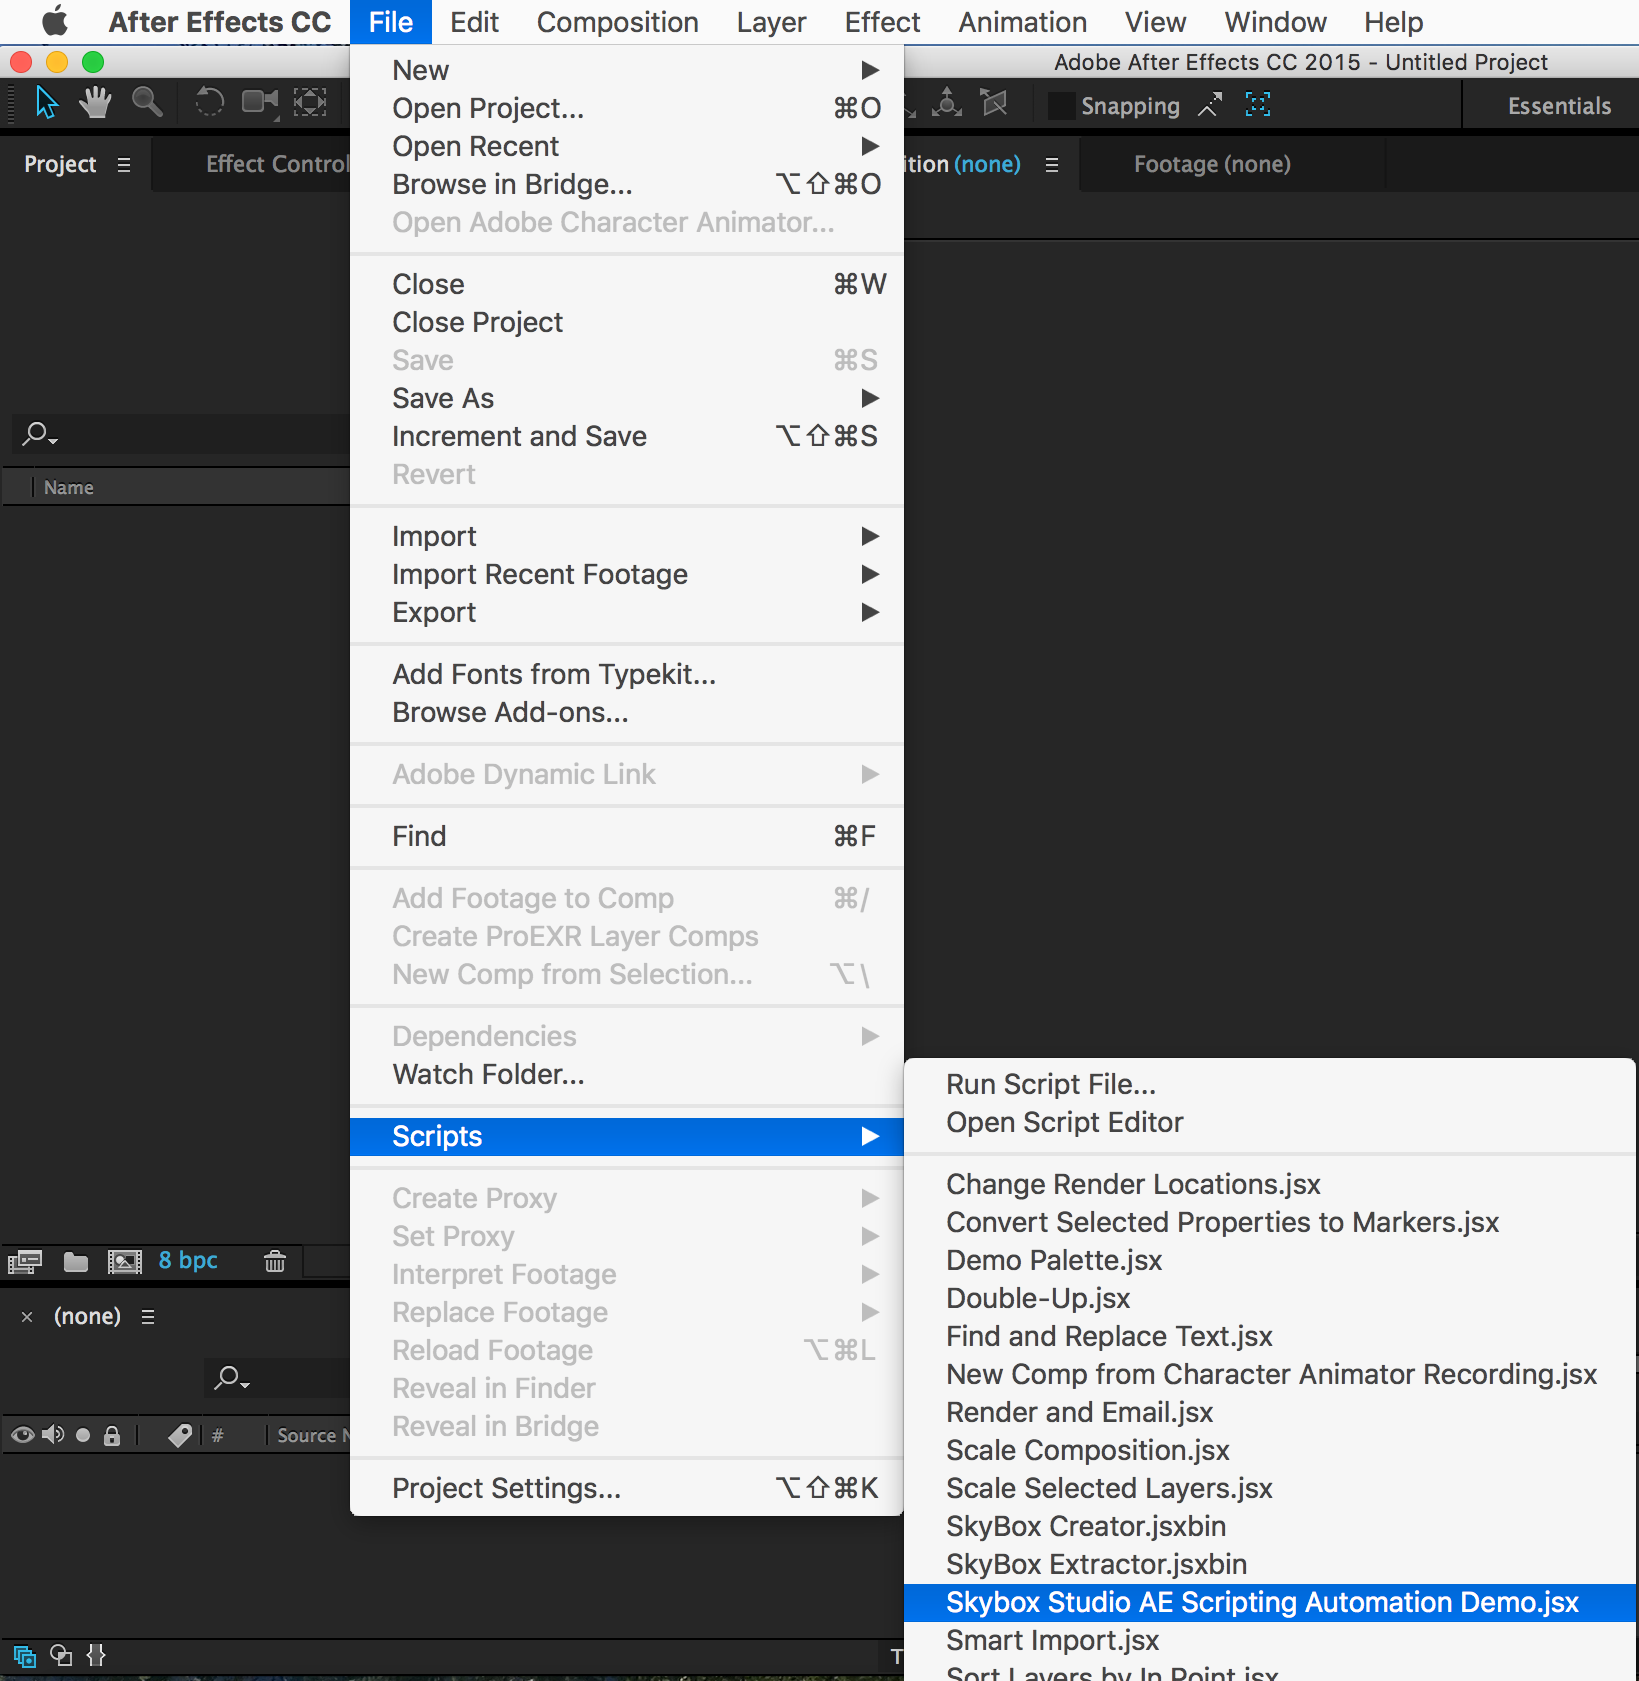 After Effects CC File Edit Composition Layer Effect Animation View Window Help
Adobe After Effects CC 2015 - Untitled Project
Snapping Essentials
Project Effect Control
ition (none) Footage (none)
Name
8 bpc
(none)
# Source N
New
Open Project... ⌘O
Open Recent
Browse in Bridge... ⌥⇧⌘O
Open Adobe Character Animator...
Close ⌘W
Close Project
Save ⌘S
Save As
Increment and Save ⌥⇧⌘S
Revert
Import
Import Recent Footage
Export
Add Fonts from Typekit...
Browse Add-ons...
Adobe Dynamic Link
Find ⌘F
Add Footage to Comp ⌘/
Create ProEXR Layer Comps
New Comp from Selection... ⌥\
Dependencies
Watch Folder...
Scripts
Create Proxy
Set Proxy
Interpret Footage
Replace Footage
Reload Footage ⌥⌘L
Reveal in Finder
Reveal in Bridge
Project Settings... ⌥⇧⌘K
Run Script File...
Open Script Editor
Change Render Locations.jsx
Convert Selected Properties to Markers.jsx
Demo Palette.jsx
Double-Up.jsx
Find and Replace Text.jsx
New Comp from Character Animator Recording.jsx
Render and Email.jsx
Scale Composition.jsx
Scale Selected Layers.jsx
SkyBox Creator.jsxbin
SkyBox Extractor.jsxbin
Skybox Studio AE Scripting Automation Demo.jsx
Smart Import.jsx
Sort Layers by In Point.jsx
T